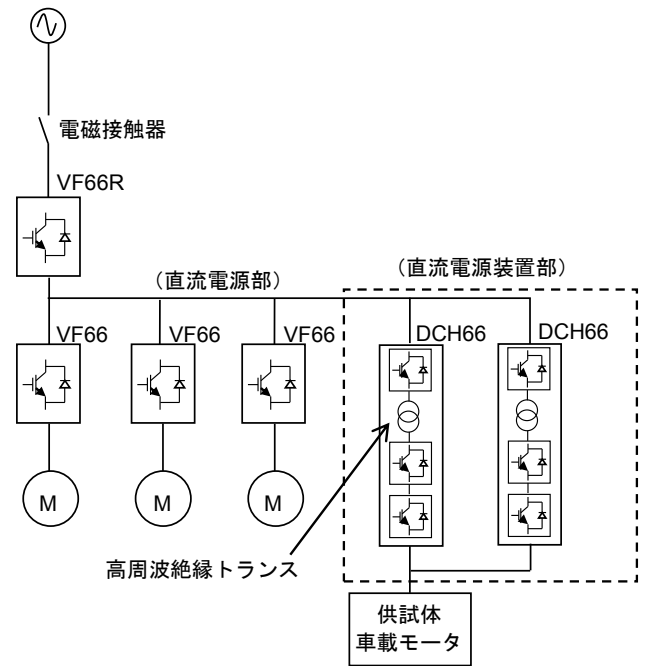 電磁接触器
VF66R
（直流電源部）
（直流電源装置部）
VF66
VF66
VF66
DCH66
DCH66
M
M
M
高周波絶縁トランス
供試体
車載モータ